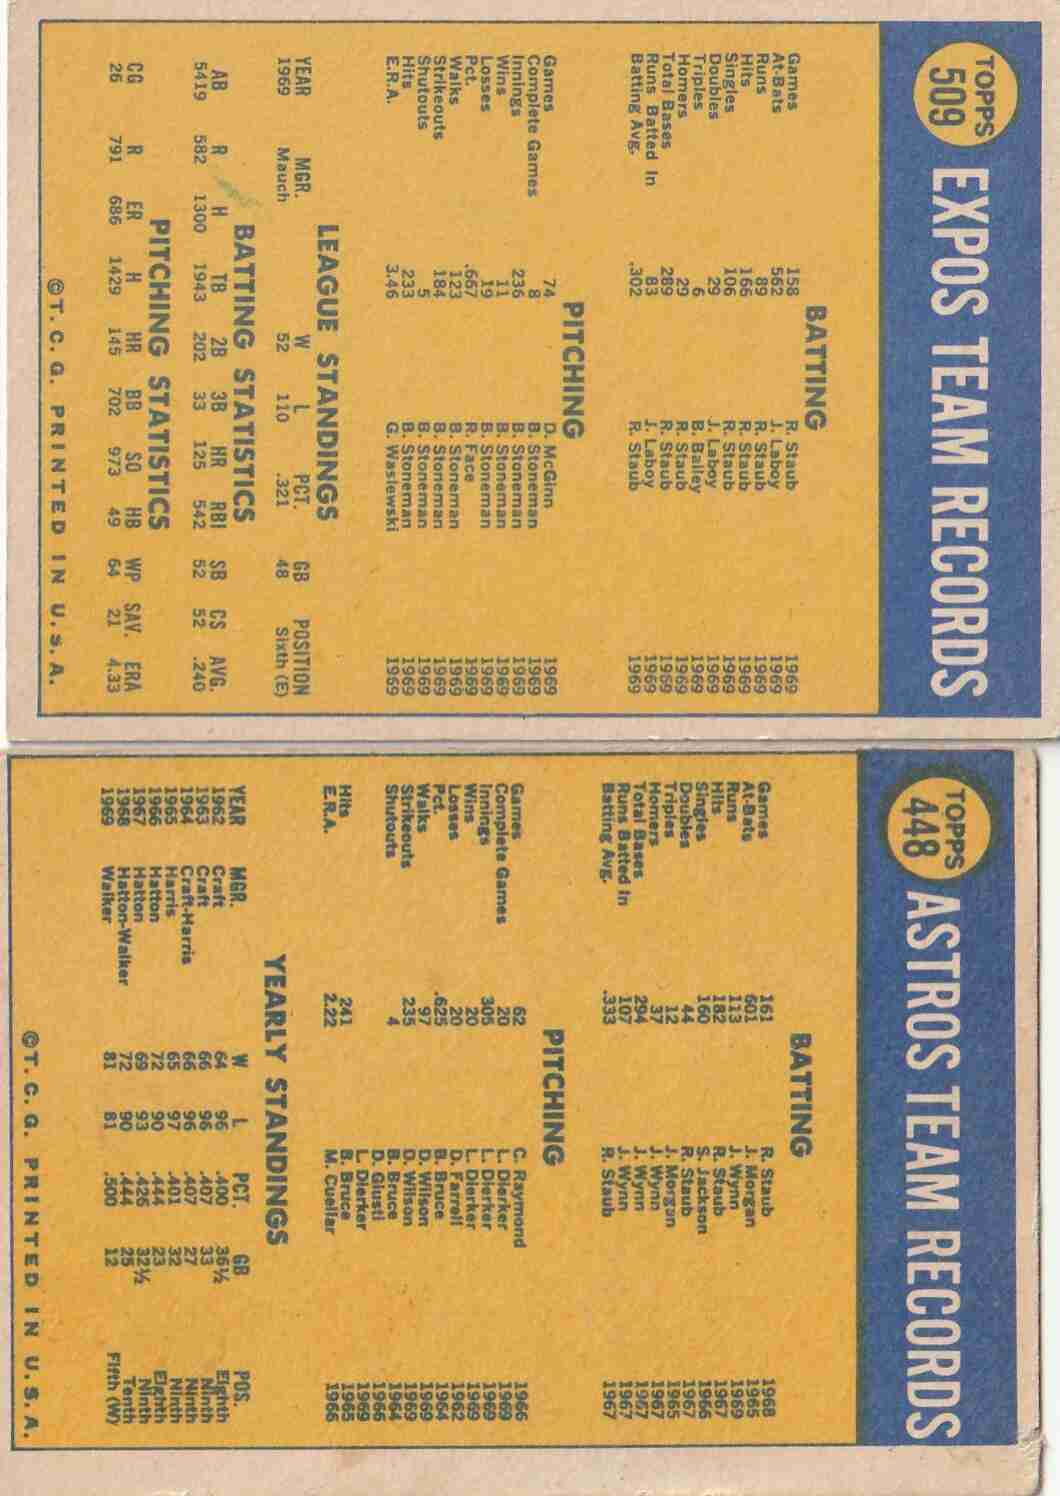 TOPPS
509
EXPOS TEAM RECORDS
BATTING
Games 158 R. Staub 1969
At-Bats 562 J. Laboy 1969
Runs 89 R. Staub 1969
Hits 166 R. Staub 1969
Singles 106 R. Staub 1969
Doubles 29 J. Laboy 1969
Triples 6 B. Bailey 1969
Homers 29 R. Staub 1969
Total Bases 289 R. Staub 1969
Runs Batted In 83 J. Laboy 1969
Batting Avg. .302 R. Staub 1969
PITCHING
Games 74 D. McGinn 1969
Complete Games 8 B. Stoneman 1969
Innings 236 B. Stoneman 1969
Wins 11 B. Stoneman 1969
Losses 19 B. Stoneman 1969
Pct. .667 R. Face 1969
Walks 123 B. Stoneman 1969
Strikeouts 184 B. Stoneman 1969
Shutouts 5 B. Stoneman 1969
Hits 233 B. Stoneman 1969
E.R.A. 3.46 G. Waslewski 1969
LEAGUE STANDINGS
YEAR MGR. W L PCT. GB POSITION
1969 Mauch 52 110 .321 48 Sixth (E)
BATTING STATISTICS
AB R H TB 2B 3B HR RBI SB CS AVG.
5419 582 1300 1943 202 33 125 542 52 52 .240
PITCHING STATISTICS
CG R ER H HR BB SO HB WP SAV. ERA
26 791 686 1429 145 702 973 49 64 21 4.33
©T. C. G. PRINTED IN U. S. A.
TOPPS
448
ASTROS TEAM RECORDS
BATTING
Games 161 R. Staub 1968
At-Bats 601 J. Morgan 1965
Runs 113 J. Wynn 1969
Hits 182 R. Staub 1967
Singles 160 S. Jackson 1966
Doubles 44 R. Staub 1967
Triples 12 J. Morgan 1965
Homers 37 J. Wynn 1967
Total Bases 294 J. Wynn 1967
Runs Batted In 107 J. Wynn 1967
Batting Avg. .333 R. Staub 1967
PITCHING
Games 62 C. Raymond 1966
Complete Games 20 L. Dierker 1969
Innings 305 L. Dierker 1969
Wins 20 L. Dierker 1969
Losses 20 D. Farrell 1962
Pct. .625 B. Bruce 1964
Walks 97 D. Wilson 1969
Strikeouts 235 D. Wilson 1969
Shutouts 4 B. Bruce 1964
D. Giusti 1966
L. Dierker 1969
Hits 241 B. Bruce 1965
E.R.A. 2.22 M. Cuellar 1966
YEARLY STANDINGS
YEAR MGR. W L PCT. GB POS.
1962 Craft 64 96 .400 36½ Eighth
1963 Craft 66 96 .407 33 Ninth
1964 Craft-Harris 66 96 .407 27 Ninth
1965 Harris 65 97 .401 32 Ninth
1966 Hatton 72 90 .444 23 Eighth
1967 Hatton 69 93 .426 32½ Ninth
1968 Hatton-Walker 72 90 .444 25 Tenth
1969 Walker 81 81 .500 12 Fifth (W)
©T. C. G. PRINTED IN U. S. A.